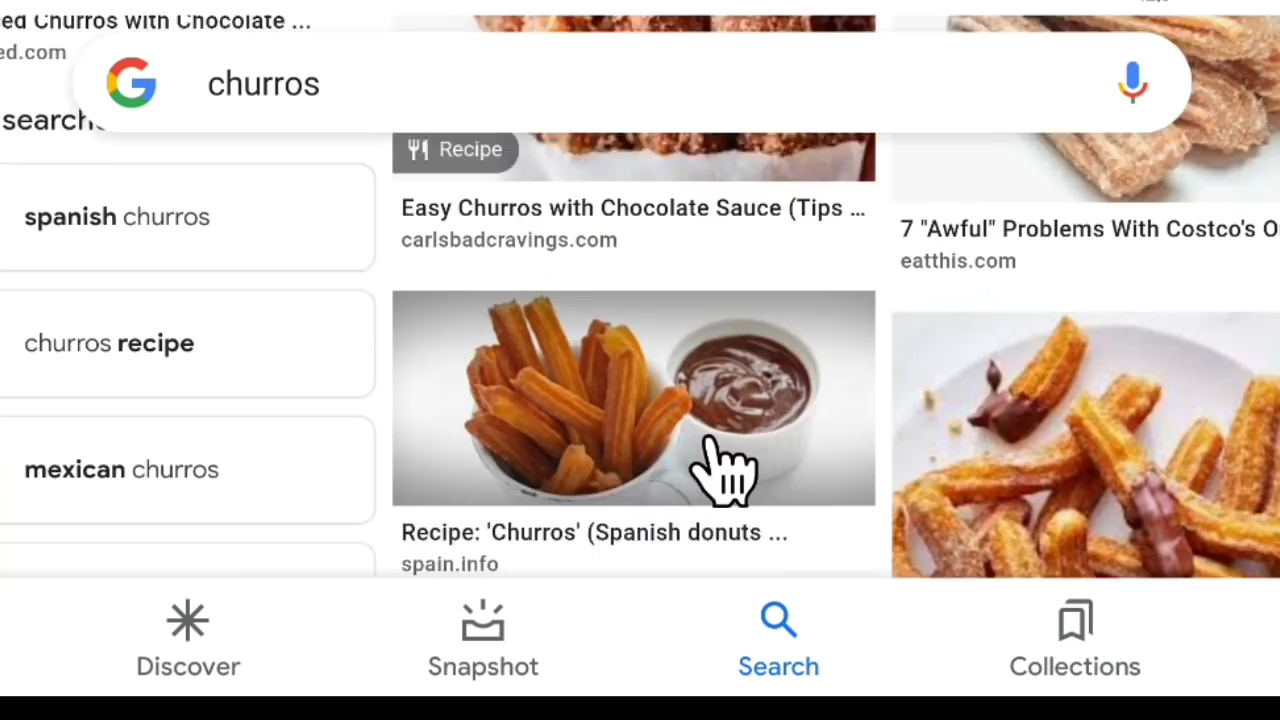 ed Churros with Chocolate ...
ed.com
churros
search
spanish churros
churros recipe
mexican churros
Recipe
Easy Churros with Chocolate Sauce (Tips ...
carlsbadcravings.com
Recipe: 'Churros' (Spanish donuts ...
spain.info
7 "Awful" Problems With Costco's O
eatthis.com
Discover
Snapshot
Search
Collections